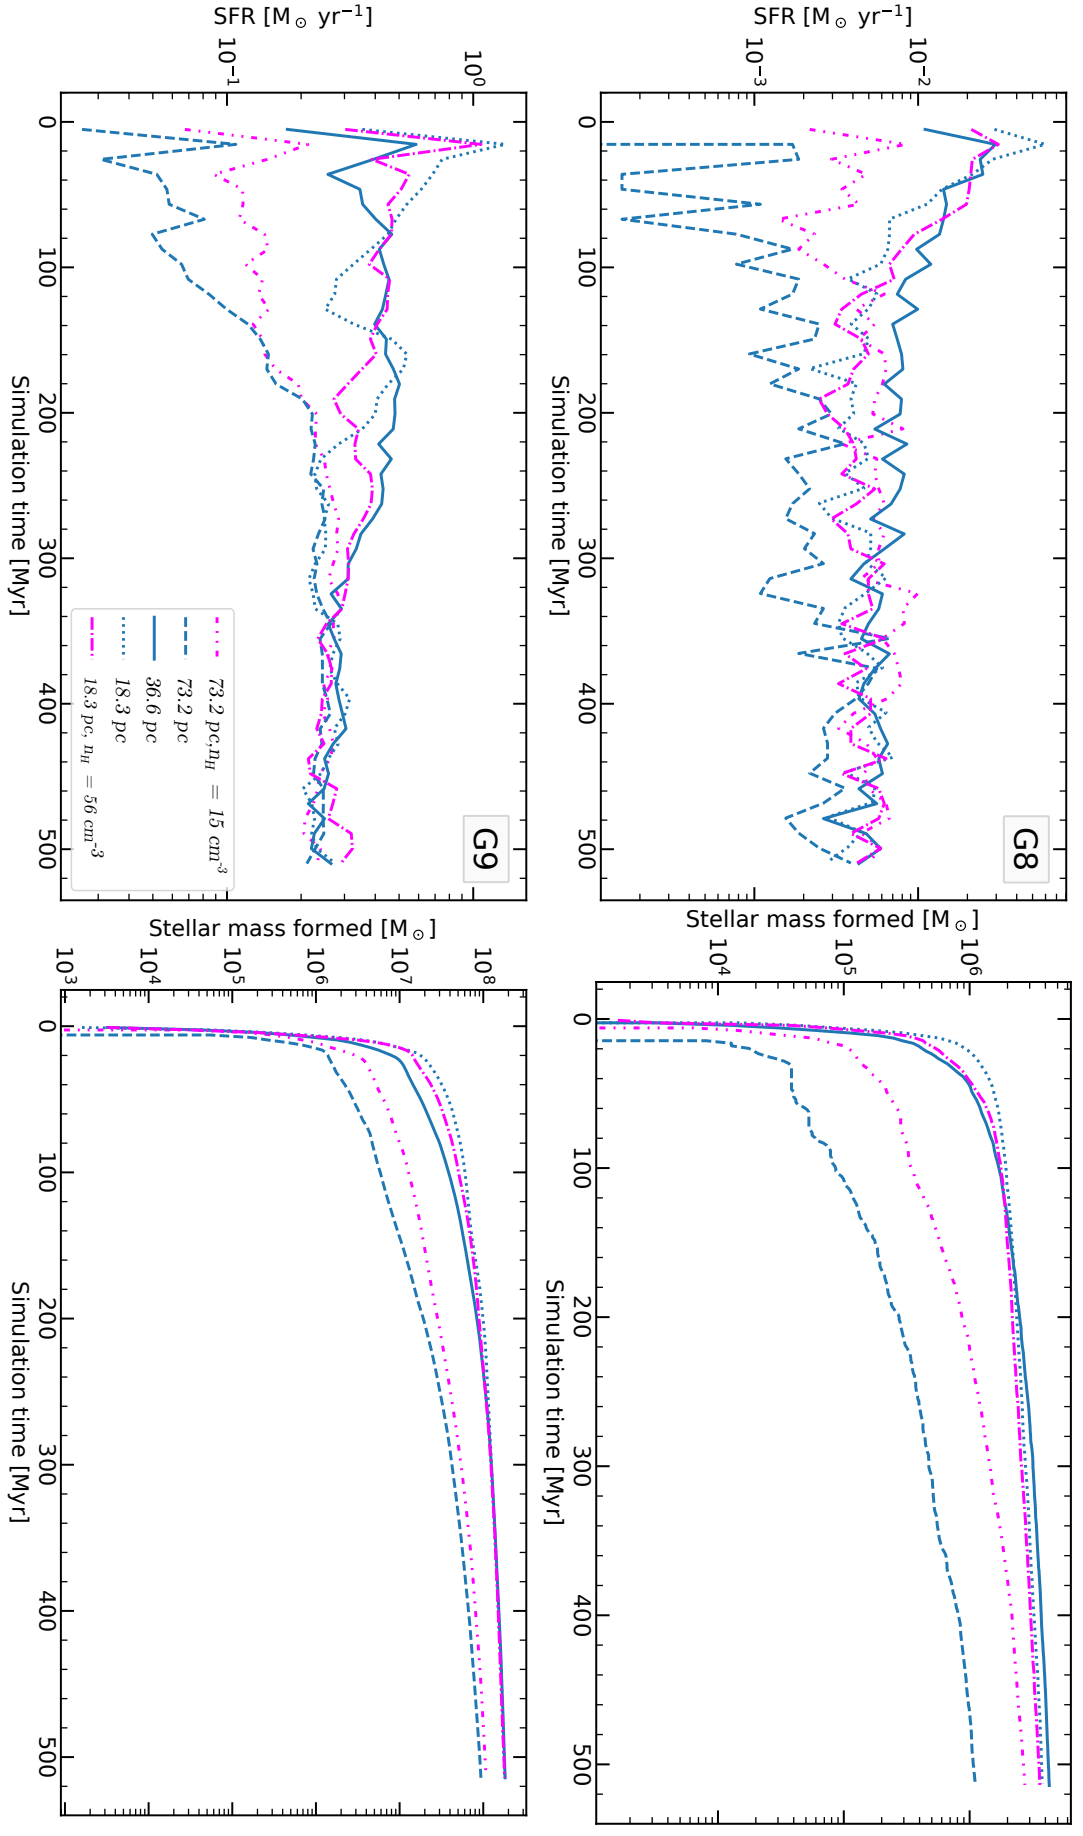 SFR [M⊙ yr⁻¹]
10⁻³
10⁻²
0
100
200
300
400
500
Simulation time [Myr]
G8
Stellar mass formed [M⊙]
10⁴
10⁵
10⁶
0
100
200
300
400
500
Simulation time [Myr]
SFR [M⊙ yr⁻¹]
10⁻¹
10⁰
0
100
200
300
400
500
Simulation time [Myr]
G9
73.2 pc,n_H = 15 cm⁻³
73.2 pc
36.6 pc
18.3 pc
18.3 pc, n_H = 56 cm⁻³
Stellar mass formed [M⊙]
10³
10⁴
10⁵
10⁶
10⁷
10⁸
0
100
200
300
400
500
Simulation time [Myr]